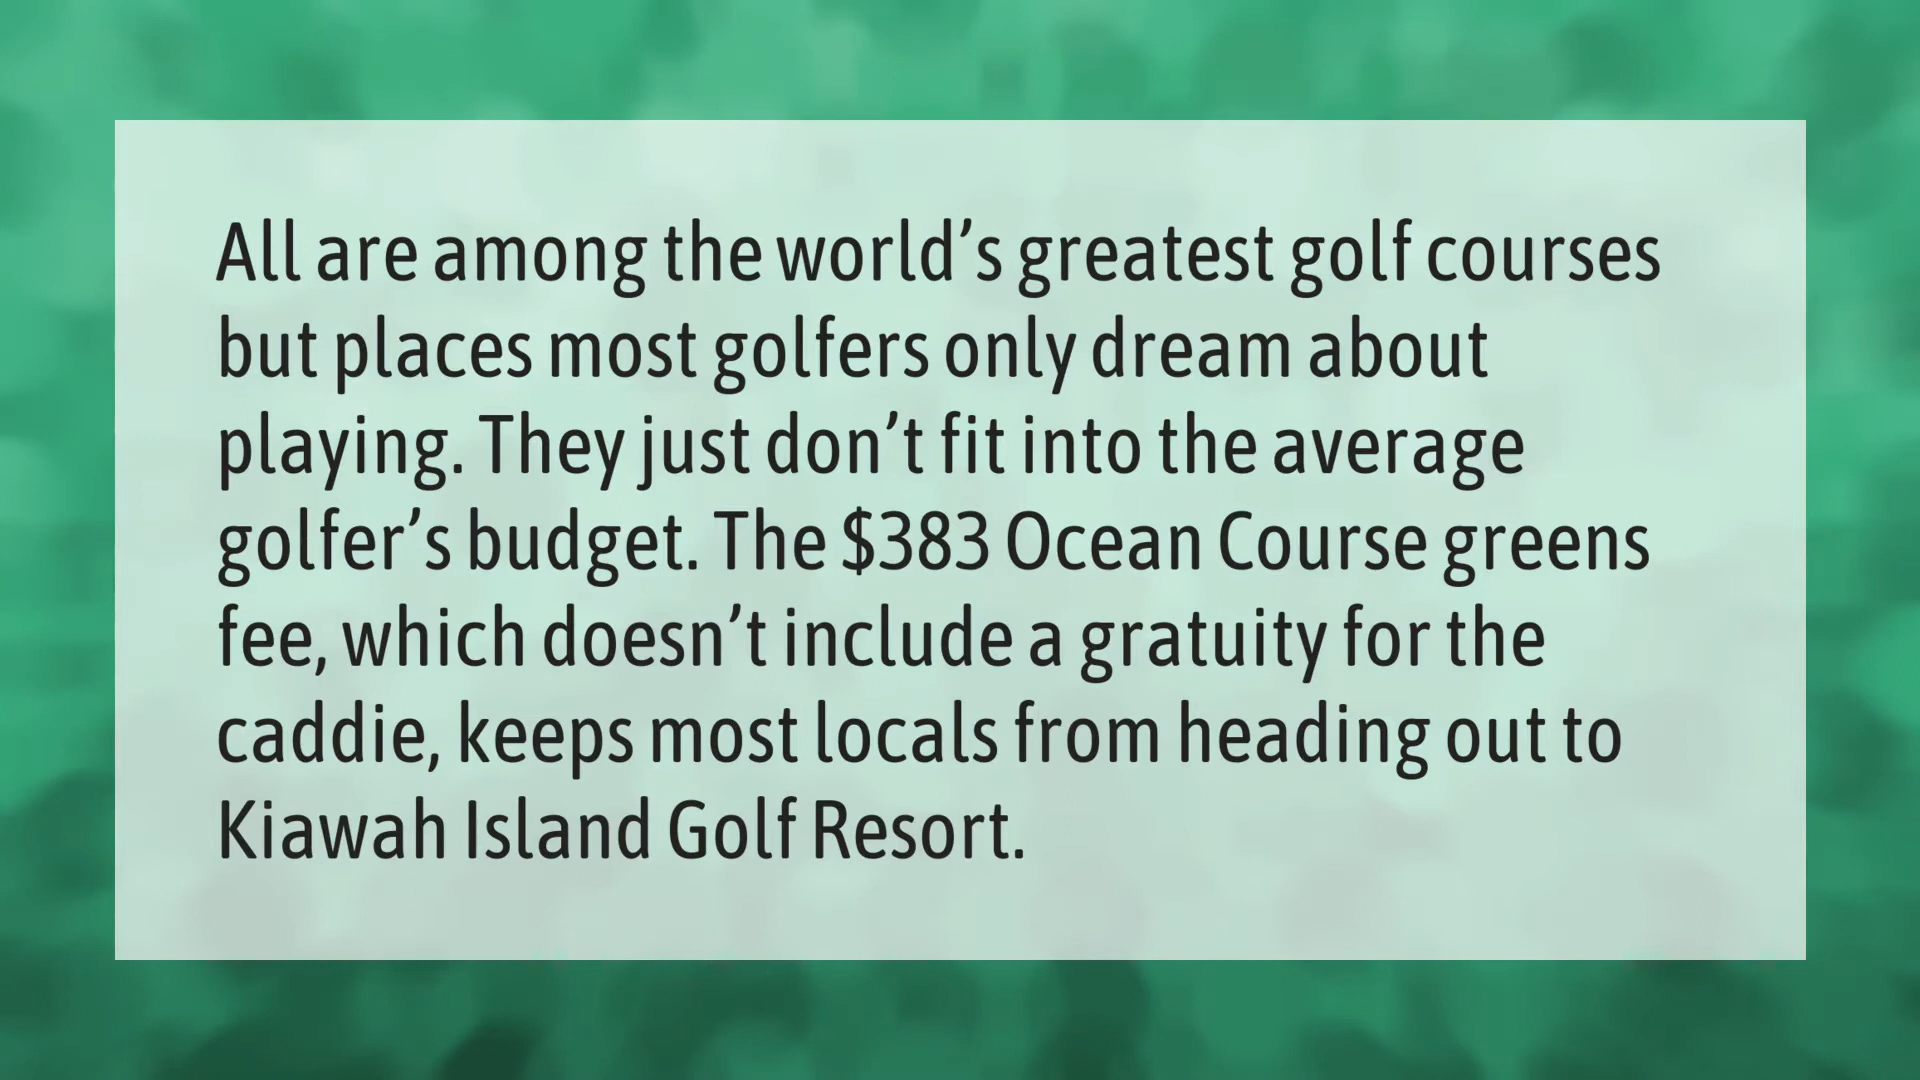 All are among the world’s greatest golf courses
but places most golfers only dream about
playing. They just don’t fit into the average
golfer’s budget. The $383 Ocean Course greens
fee, which doesn’t include a gratuity for the
caddie, keeps most locals from heading out to
Kiawah Island Golf Resort.